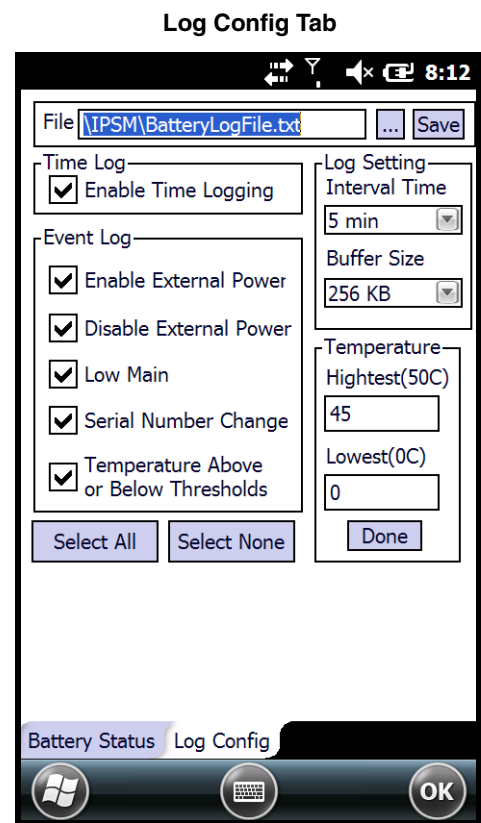 Log Config Tab
8:12
File \IPSM\BatteryLogFile.txt ... Save
Time Log
Enable Time Logging
Event Log
Enable External Power
Disable External Power
Low Main
Serial Number Change
Temperature Above
or Below Thresholds
Select All Select None
Log Setting
Interval Time
5 min
Buffer Size
256 KB
Temperature
Hightest(50C)
45
Lowest(0C)
0
Done
Battery Status Log Config
OK